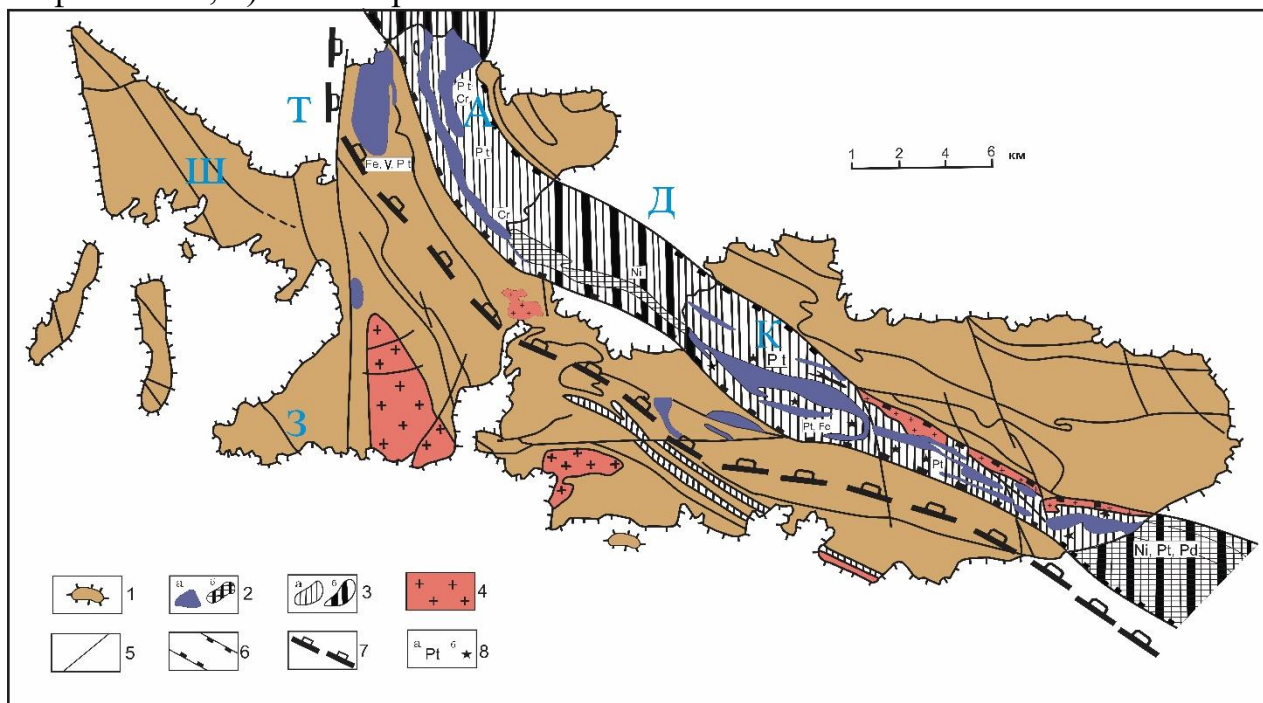 Pt
Cr
Т
А
Pt
1 2 4 6 км
Fe, V, Pt
Ш
Д
Cr
Ni
К
Pt
З
Pt, Fe
Pt
Ni, Pt, Pd
1
а б 2
а б 3
4
5
6
7
а Pt б 8